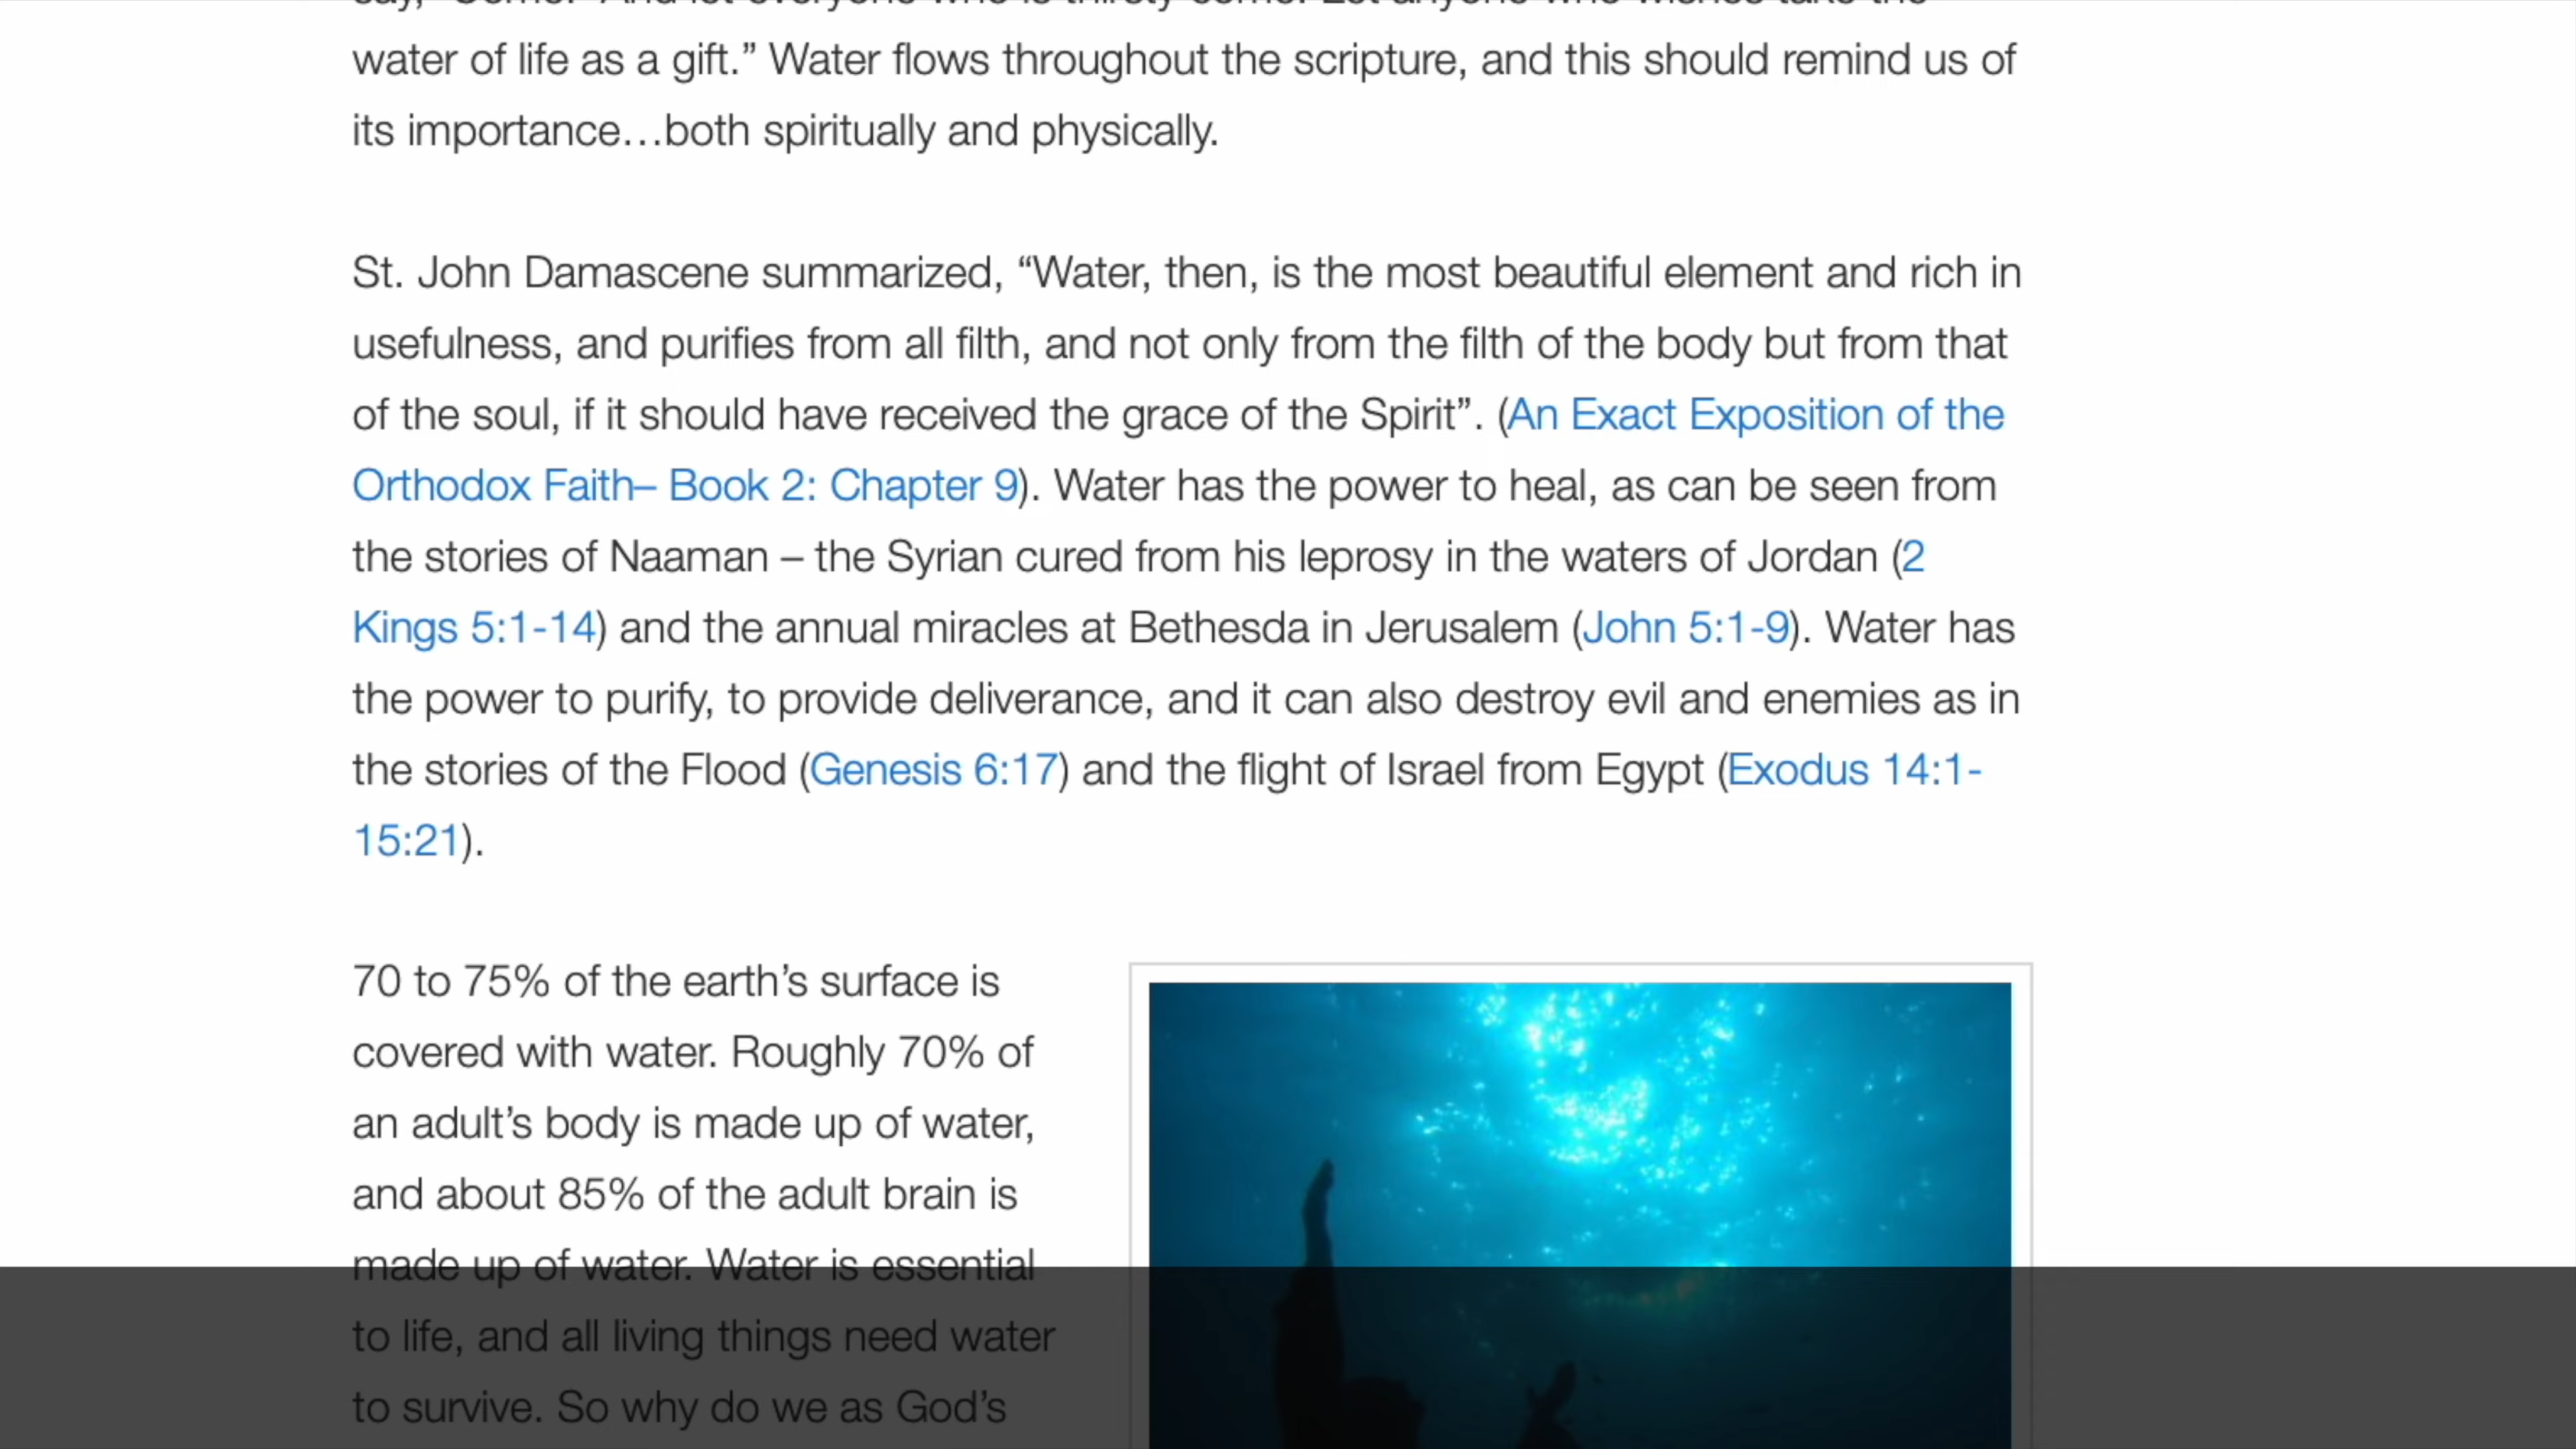 water of life as a gift.” Water flows throughout the scripture, and this should remind us of
its importance…both spiritually and physically.
St. John Damascene summarized, “Water, then, is the most beautiful element and rich in
usefulness, and purifies from all filth, and not only from the filth of the body but from that
of the soul, if it should have received the grace of the Spirit”. (An Exact Exposition of the
Orthodox Faith– Book 2: Chapter 9). Water has the power to heal, as can be seen from
the stories of Naaman – the Syrian cured from his leprosy in the waters of Jordan (2
Kings 5:1-14) and the annual miracles at Bethesda in Jerusalem (John 5:1-9). Water has
the power to purify, to provide deliverance, and it can also destroy evil and enemies as in
the stories of the Flood (Genesis 6:17) and the flight of Israel from Egypt (Exodus 14:1-
15:21).
70 to 75% of the earth’s surface is
covered with water. Roughly 70% of
an adult’s body is made up of water,
and about 85% of the adult brain is
made up of water. Water is essential
to life, and all living things need water
to survive. So why do we as God’s